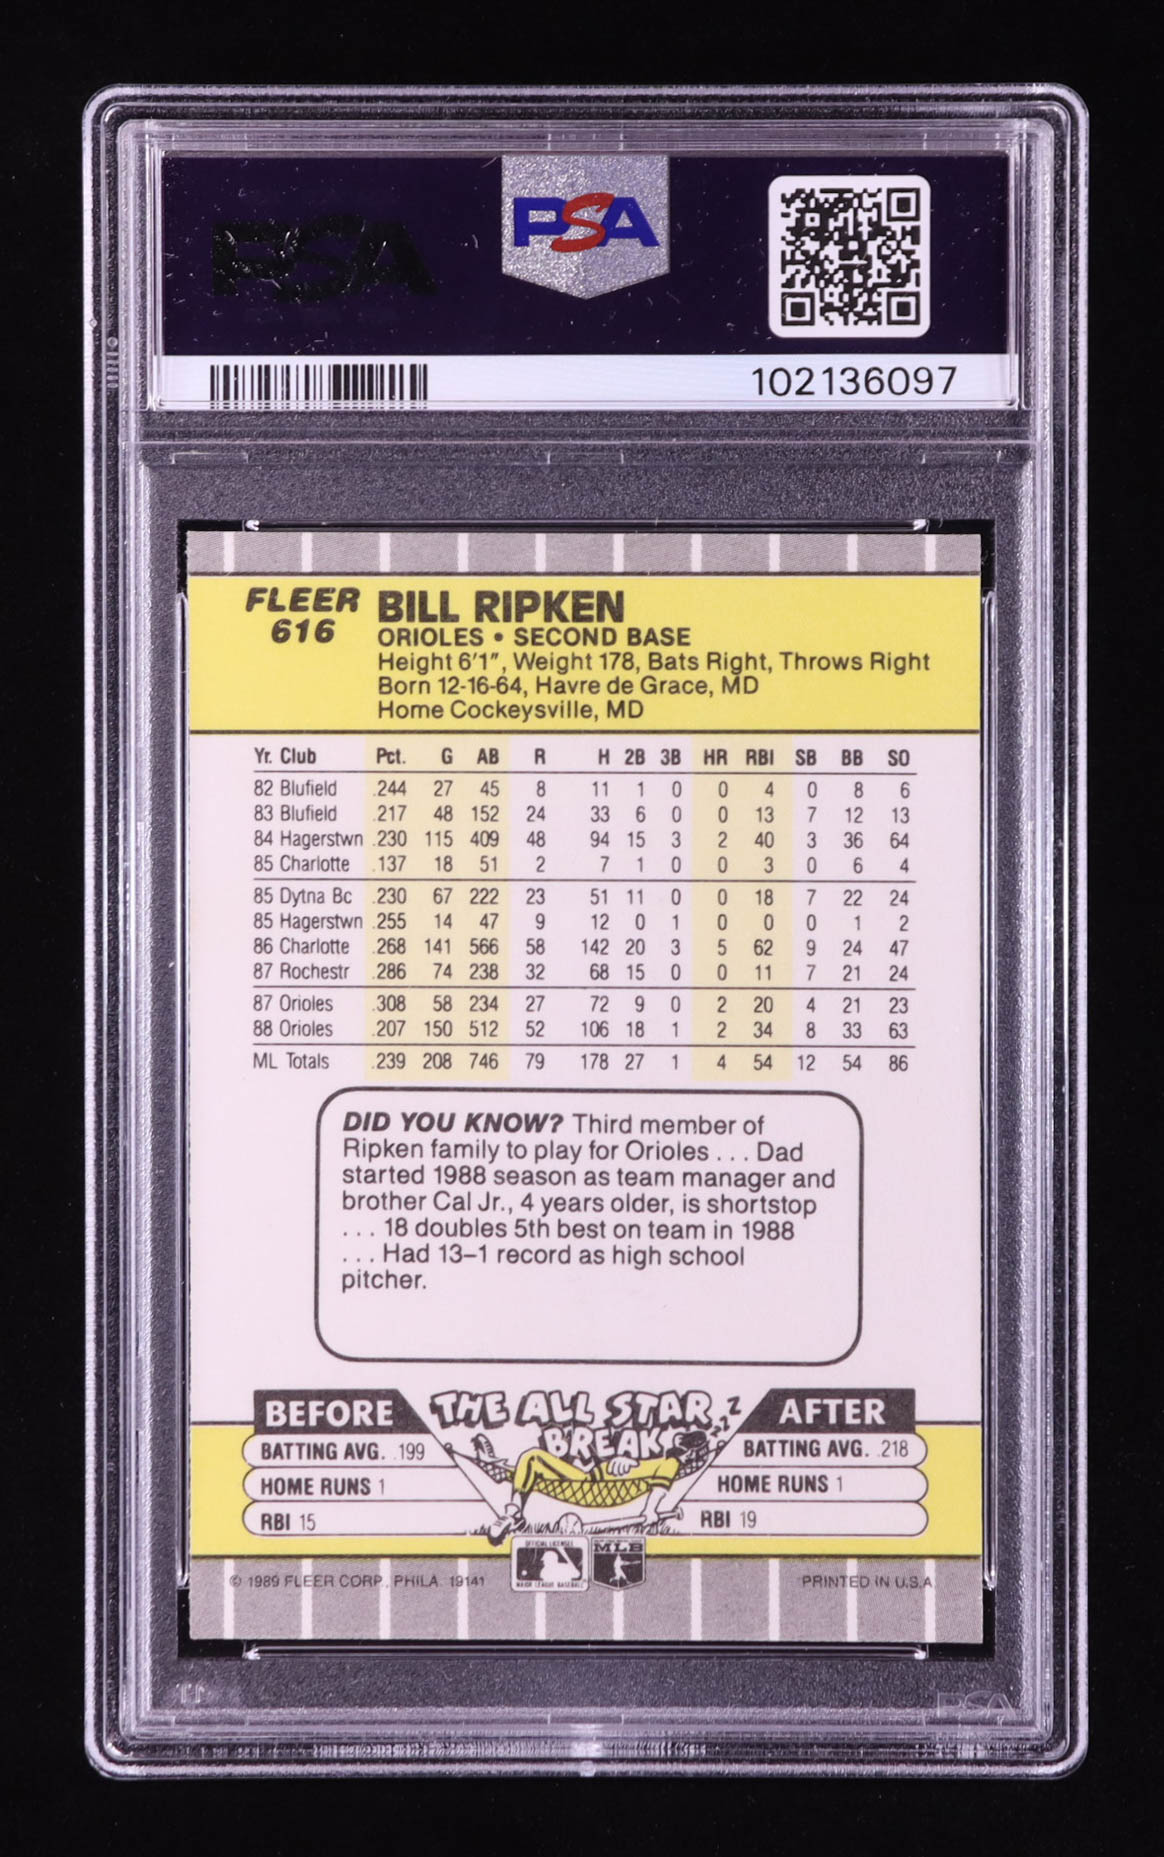 PSA
PSA
102136097
FLEER
616
BILL RIPKEN
ORIOLES • SECOND BASE
Height 6'1", Weight 178, Bats Right, Throws Right
Born 12-16-64, Havre de Grace, MD
Home Cockeysville, MD
Yr. Club Pct. G AB R H 2B 3B HR RBI SB BB SO
82 Blufield .244 27 45 8 11 1 0 0 4 0 8 6
83 Blufield .217 48 152 24 33 6 0 0 13 7 12 13
84 Hagerstwn .230 115 409 48 94 15 3 2 40 3 36 64
85 Charlotte .137 18 51 2 7 1 0 0 3 0 6 4
85 Dytna Bc .230 67 222 23 51 11 0 0 18 7 22 24
85 Hagerstwn .255 14 47 9 12 0 1 0 0 0 1 2
86 Charlotte .268 141 566 58 142 20 3 5 62 9 24 47
87 Rochestr .286 74 238 32 68 15 0 0 11 7 21 24
87 Orioles .308 58 234 27 72 9 0 2 20 4 21 23
88 Orioles .207 150 512 52 106 18 1 2 34 8 33 63
ML Totals .239 208 746 79 178 27 1 4 54 12 54 86
DID YOU KNOW? Third member of
Ripken family to play for Orioles . . . Dad
started 1988 season as team manager and
brother Cal Jr., 4 years older, is shortstop
. . . 18 doubles 5th best on team in 1988
. . . Had 13–1 record as high school
pitcher.
BEFORE THE ALL STAR BREAK ZZZZ AFTER
BATTING AVG. .199 BATTING AVG. .218
HOME RUNS 1 HOME RUNS 1
RBI 15 RBI 19
OFFICIAL LICENSEE
MAJOR LEAGUE BASEBALL
MLB
© 1989 FLEER CORP., PHILA. 19141 PRINTED IN U.S.A.
PSA